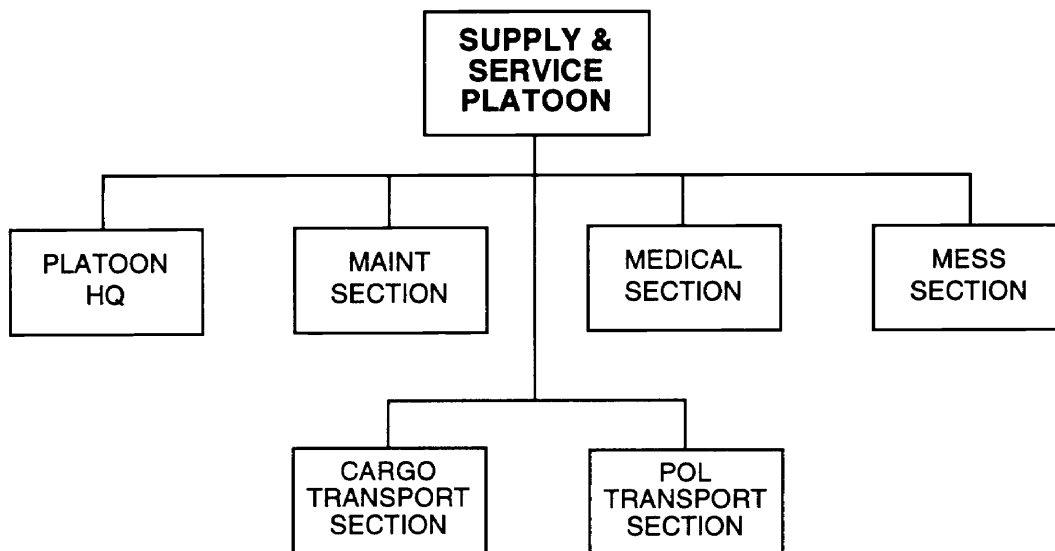 SUPPLY &
SERVICE
PLATOON
PLATOON
HQ
MAINT
SECTION
MEDICAL
SECTION
MESS
SECTION
CARGO
TRANSPORT
SECTION
POL
TRANSPORT
SECTION